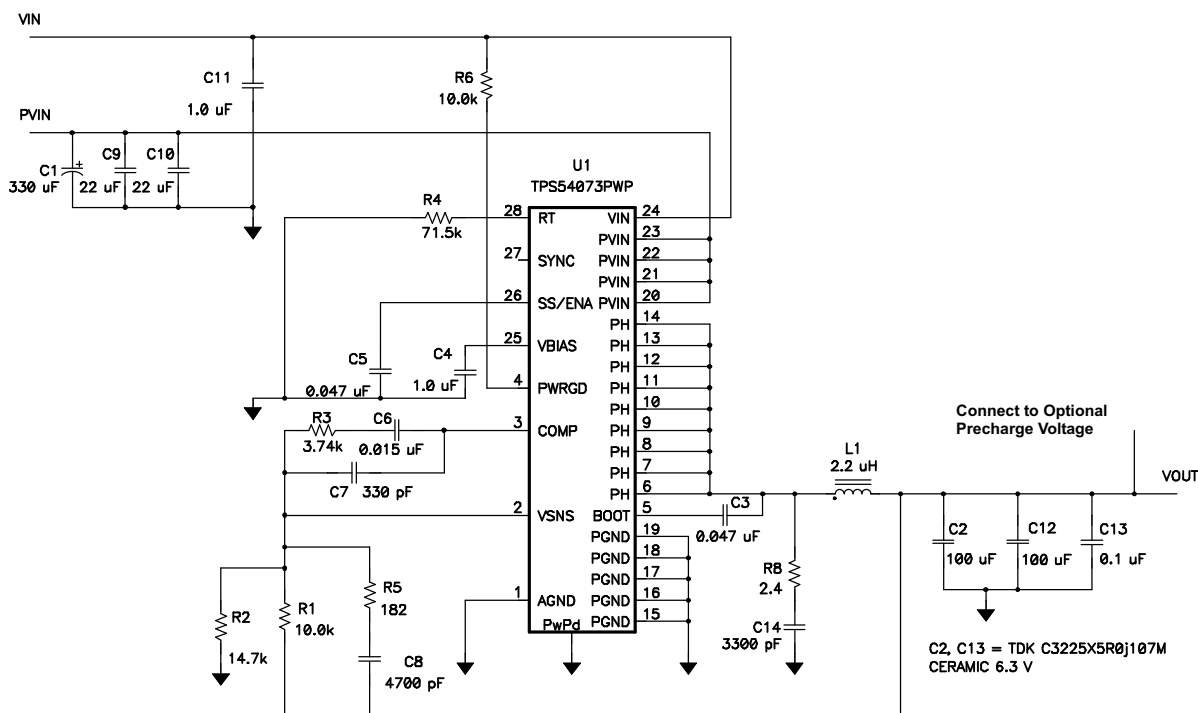 VIN
C11
1.0 uF
R6
10.0k
PVIN
C1
+
330 uF
C9
22 uF
C10
22 uF
U1
TPS54073PWP
R4
71.5k
28 RT
27 SYNC
26 SS/ENA
25 VBIAS
4 PWRGD
3 COMP
2 VSNS
1 AGND
PwPd
VIN 24
PVIN 23
PVIN 22
PVIN 21
PVIN 20
PH 14
PH 13
PH 12
PH 11
PH 10
PH 9
PH 8
PH 7
PH 6
BOOT 5
PGND 19
PGND 18
PGND 17
PGND 16
PGND 15
C5
0.047 uF
C4
1.0 uF
R3
3.74k
C6
0.015 uF
C7 330 pF
R2
14.7k
R1
10.0k
R5
182
C8
4700 pF
C3
0.047 uF
R8
2.4
C14
3300 pF
L1
2.2 uH
Connect to Optional
Precharge Voltage
VOUT
C2
100 uF
C12
100 uF
C13
0.1 uF
C2, C13 = TDK C3225X5R0j107M
CERAMIC 6.3 V